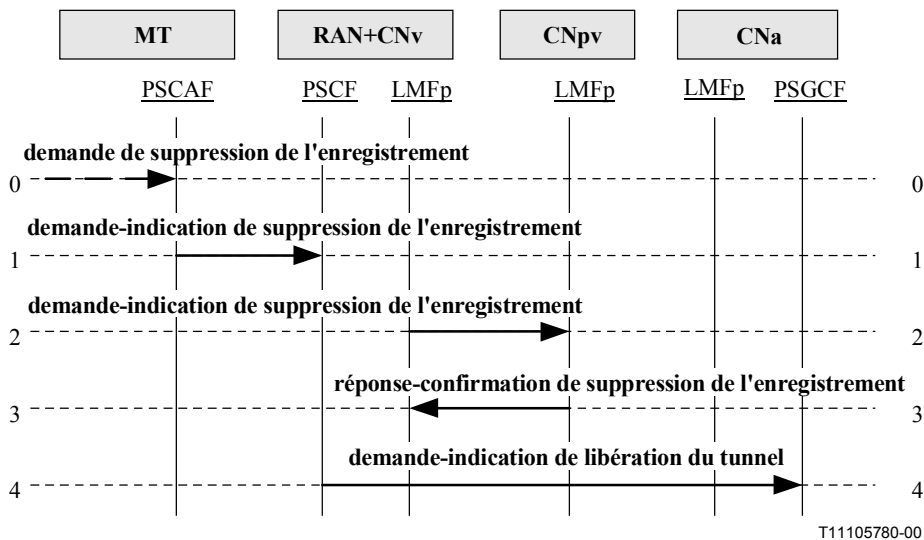 MT RAN+CNv CNpv CNa
PSCAF PSCF LMFp LMFp LMFp PSGCF
demande de suppression de l'enregistrement
0 0
demande-indication de suppression de l'enregistrement
1 1
demande-indication de suppression de l'enregistrement
2 2
réponse-confirmation de suppression de l'enregistrement
3 3
demande-indication de libération du tunnel
4 4
T11105780-00